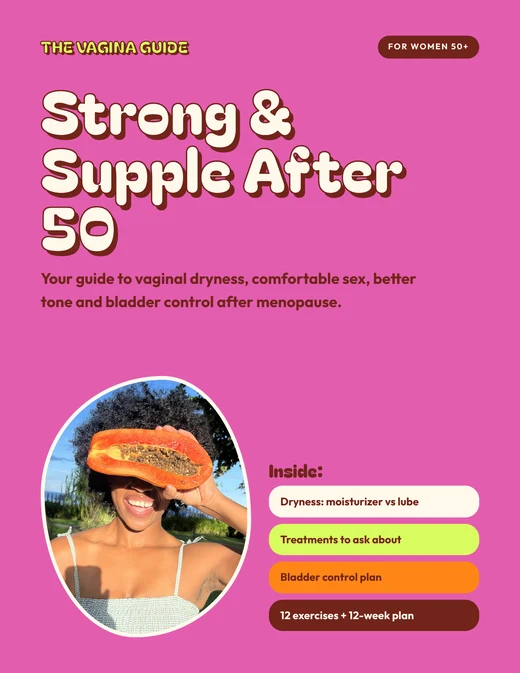 THE VAGINA GUIDE
FOR WOMEN 50+
Strong &
Supple After
50
Your guide to vaginal dryness, comfortable sex, better
tone and bladder control after menopause.
Inside:
Dryness: moisturizer vs lube
Treatments to ask about
Bladder control plan
12 exercises + 12-week plan